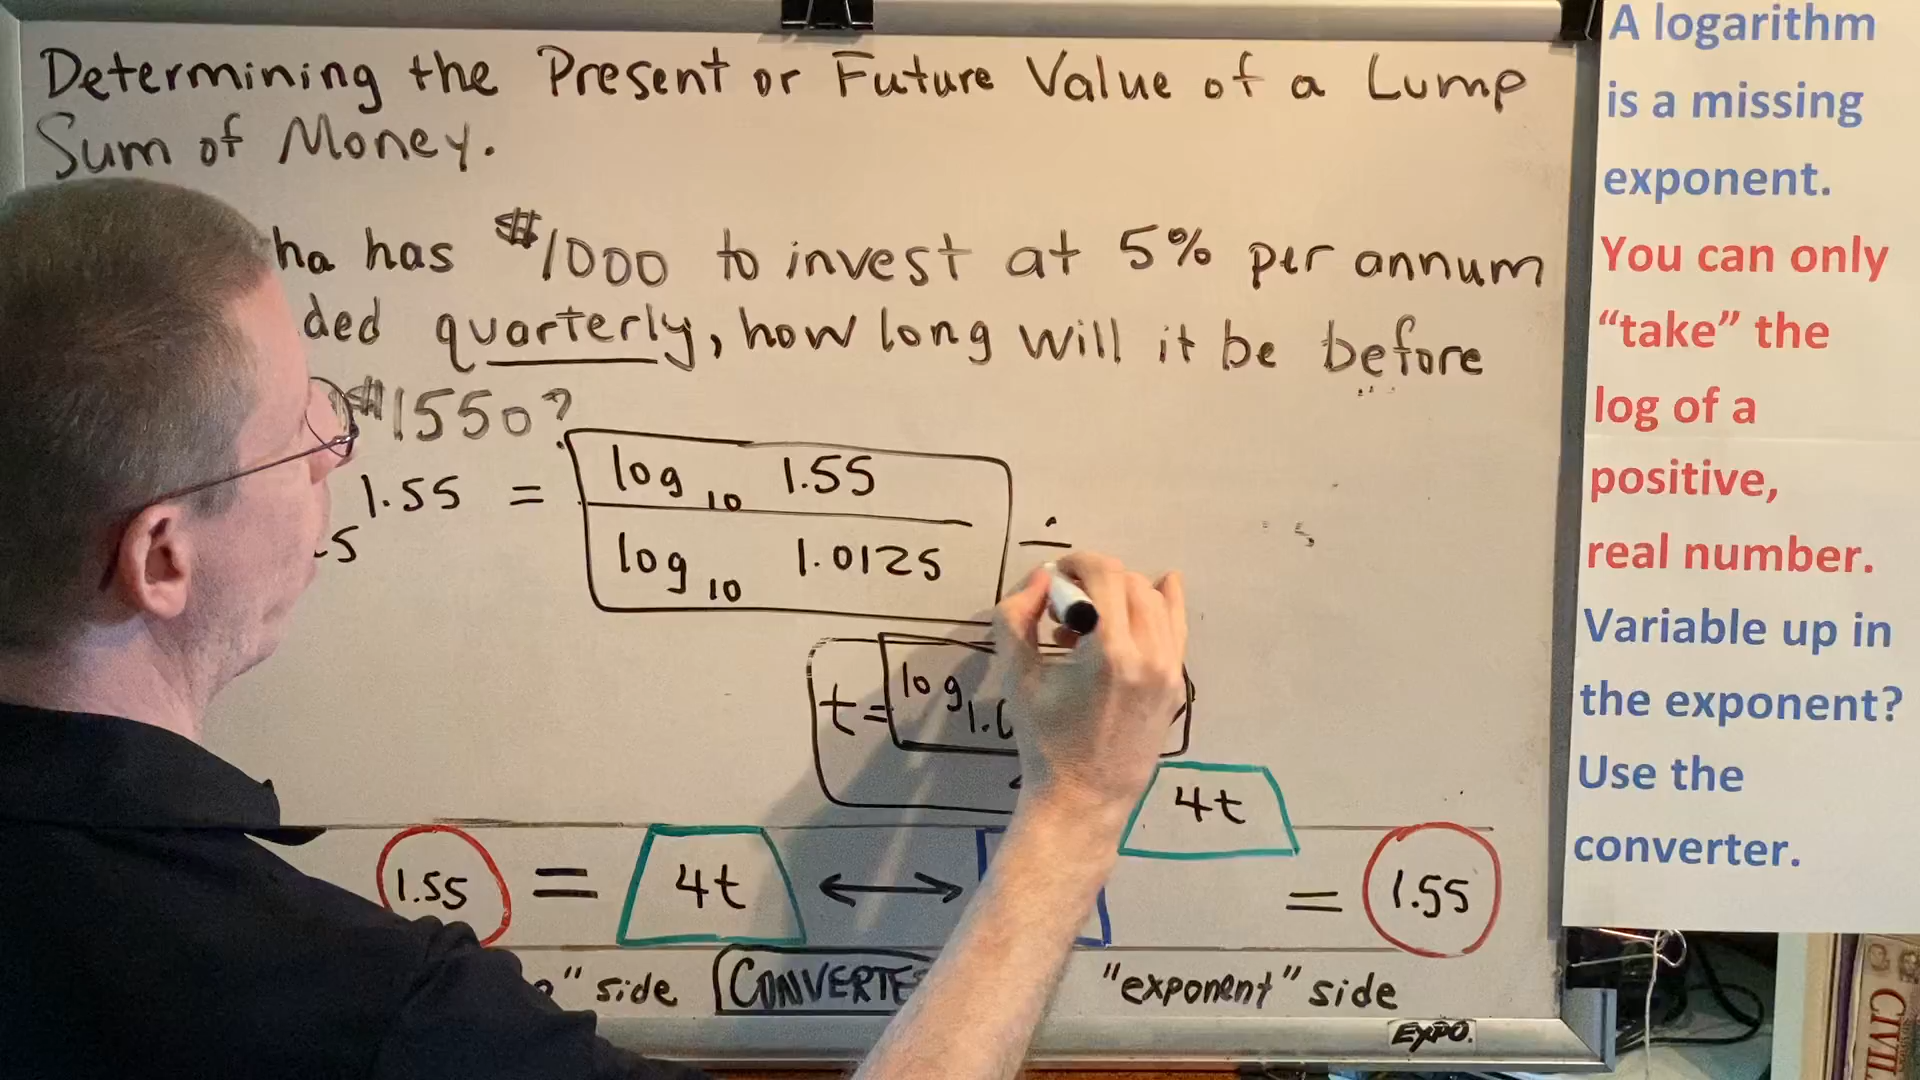 Determining the Present or Future Value of a Lump
Sum of Money.
has $1000 to invest at 5% per annum
quarterly, how long will it be before
$1550?
1.55 = log 10 1.55
log 10 1.0125
÷
t = log
4t
1.55 = 4t = 1.55
side CONVERTE "exponent" side
EXPO.
A logarithm
is a missing
exponent.
You can only
“take” the
log of a
positive,
real number.
Variable up in
the exponent?
Use the
converter.